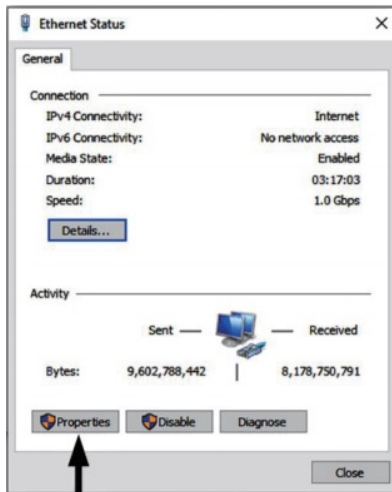 Ethernet Status
General
Connection
IPv4 Connectivity: Internet
IPv6 Connectivity: No network access
Media State: Enabled
Duration: 03:17:03
Speed: 1.0 Gbps
Details...
Activity
Sent Received
Bytes: 9,602,788,442 8,178,750,791
Properties Disable Diagnose
Close